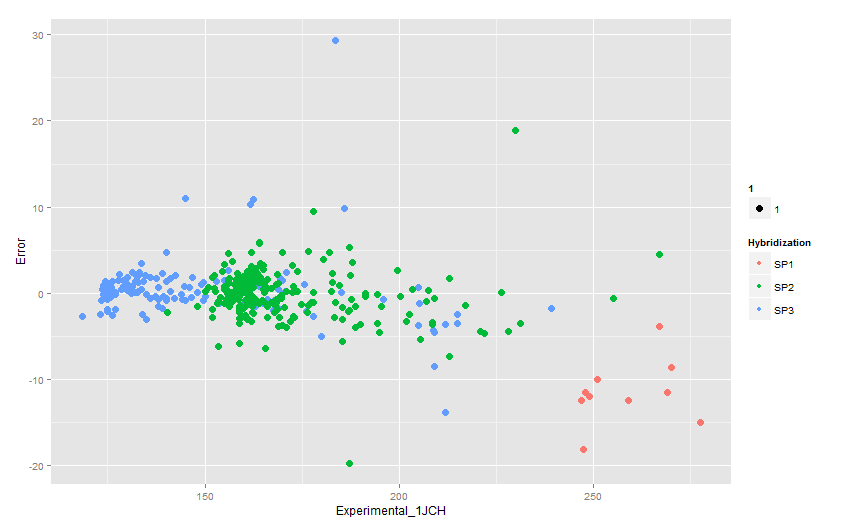 30
20
10
0
-10
-20
Error
150
200
250
Experimental_1JCH
1
1
Hybridization
SP1
SP2
SP3